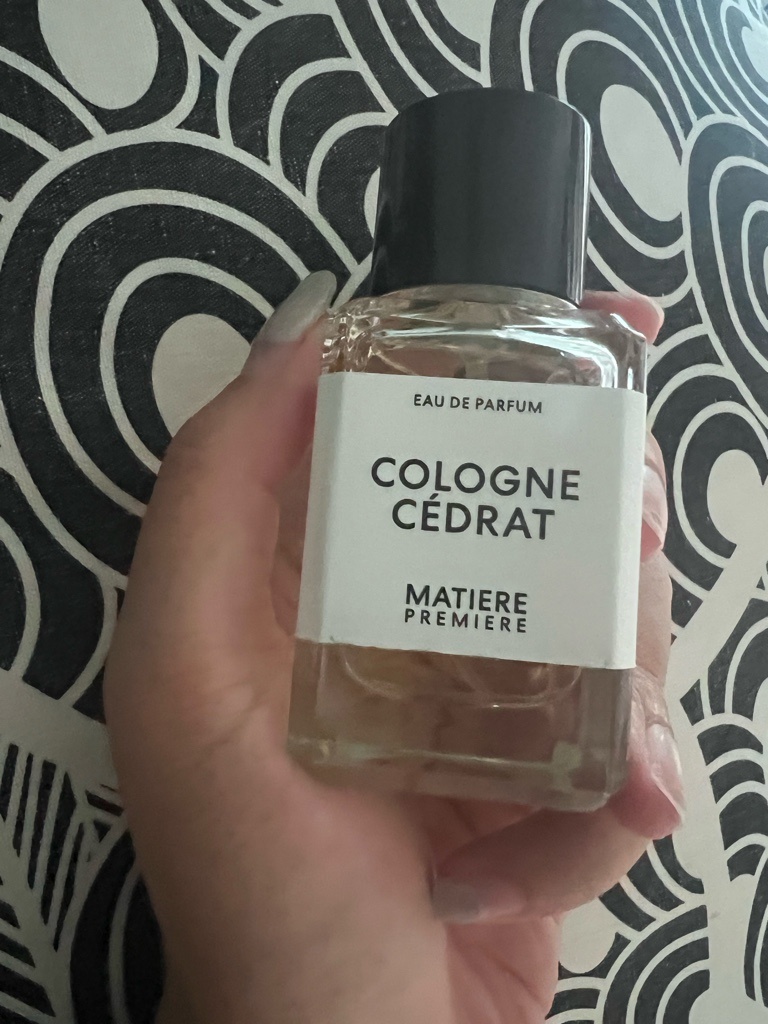 EAU DE PARFUM
COLOGNE
CÉDRAT
MATIERE
PREMIERE